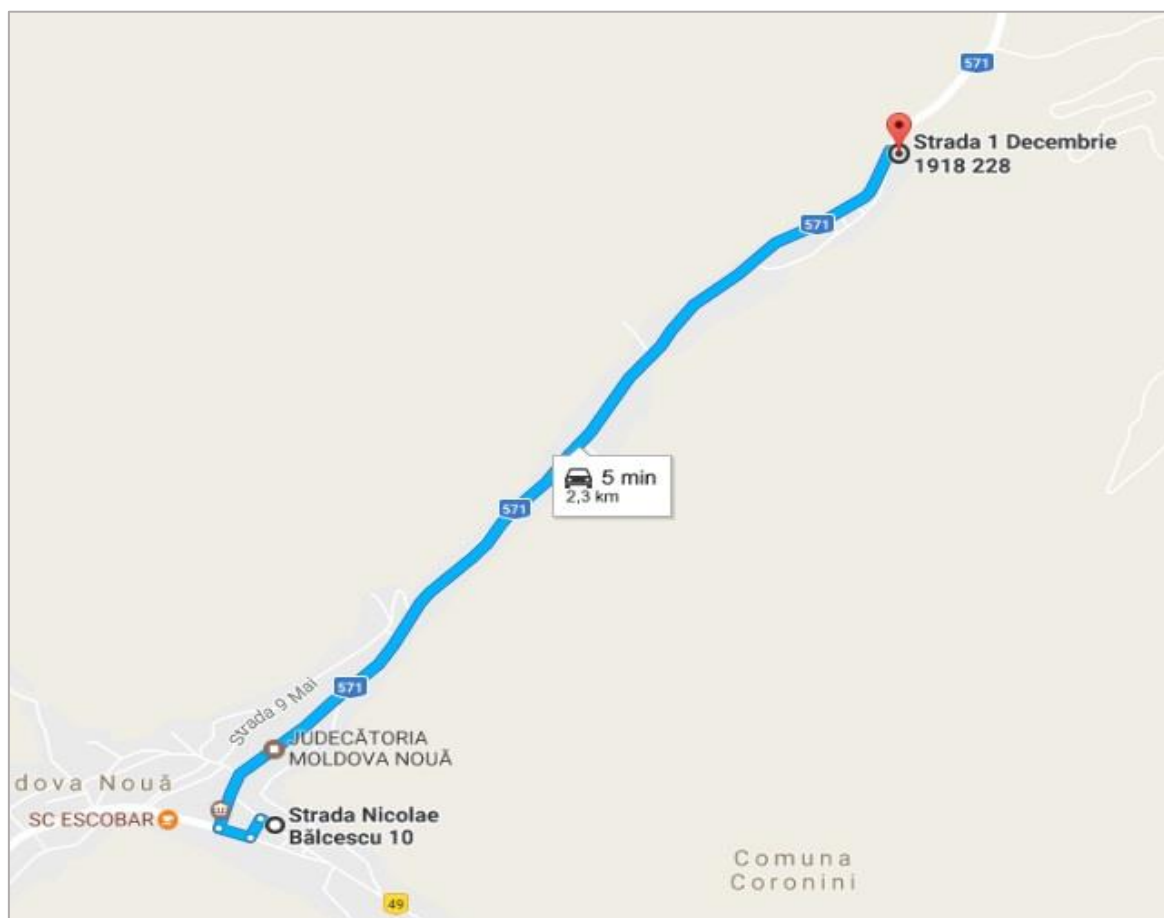 571
Strada 1 Decembrie
1918 228
571
5 min
2,3 km
571
571
Strada 9 Mai
JUDECĂTORIA
MOLDOVA NOUĂ
dova Nouă
SC ESCOBAR
Strada Nicolae
Bălcescu 10
Comuna
Coronini
49